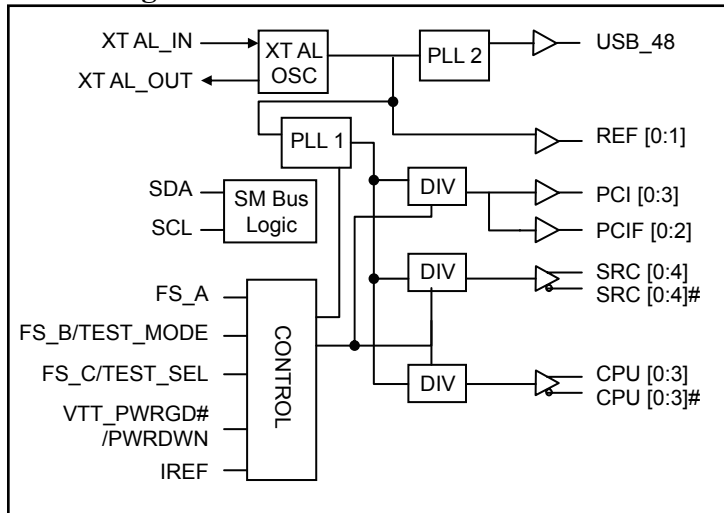 XT AL_IN
XT AL_OUT
XT AL
OSC
PLL 2
USB_48
REF [0:1]
PLL 1
SDA
SCL
SM Bus
Logic
DIV
PCI [0:3]
PCIF [0:2]
DIV
SRC [0:4]
SRC [0:4]#
FS_A
FS_B/TEST_MODE
FS_C/TEST_SEL
VTT_PWRGD#
/PWRDWN
IREF
CONTROL
DIV
CPU [0:3]
CPU [0:3]#